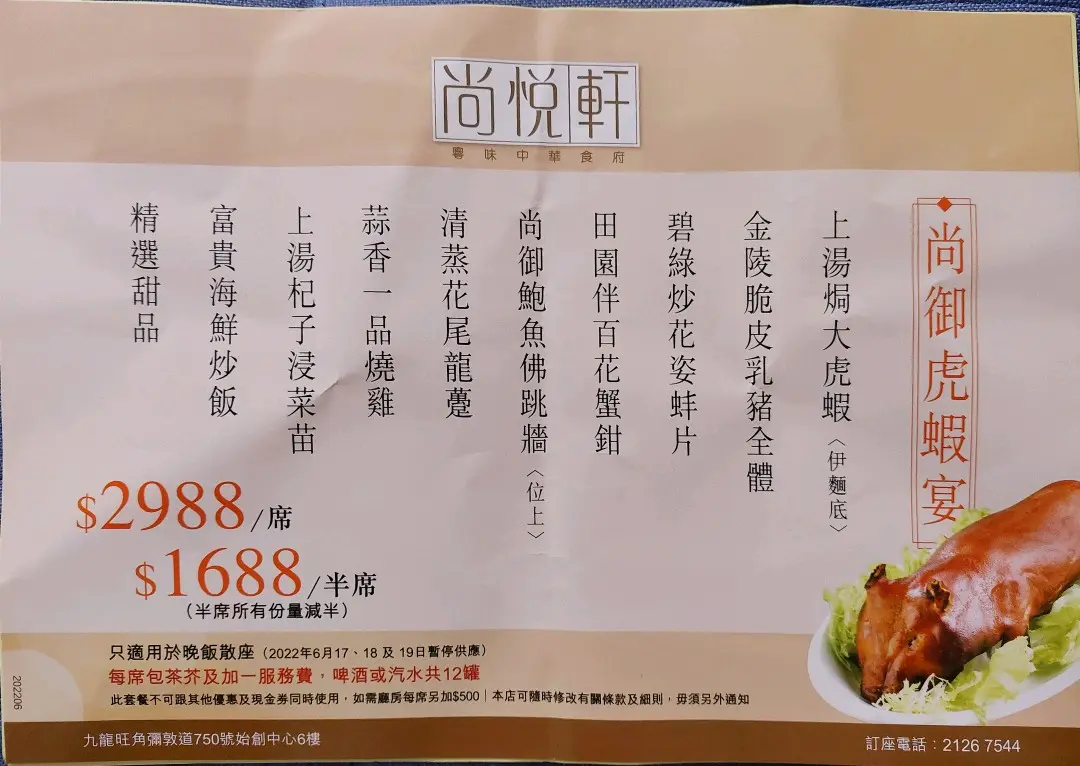 尚悅軒
粵味中華食府
尚御虎蝦宴
上湯焗大虎蝦〈伊麵底〉
金陵脆皮乳豬全體
碧綠炒花姿蚌片
田園伴百花蟹鉗
尚御鮑魚佛跳牆〈位上〉
清蒸花尾龍躉
蒜香一品燒雞
上湯杞子浸菜苗
富貴海鮮炒飯
精選甜品
$2988/席
$1688/半席
(半席所有份量減半)
只適用於晚飯散座(2022年6月17、18 及 19日暫停供應)
每席包茶芥及加一服務費，啤酒或汽水共12罐
此套餐不可跟其他優惠及現金券同時使用，如需廳房每席另加$500｜本店可隨時修改有關條款及細則，毋須另外通知
202206
九龍旺角彌敦道750號始創中心6樓
訂座電話：2126 7544